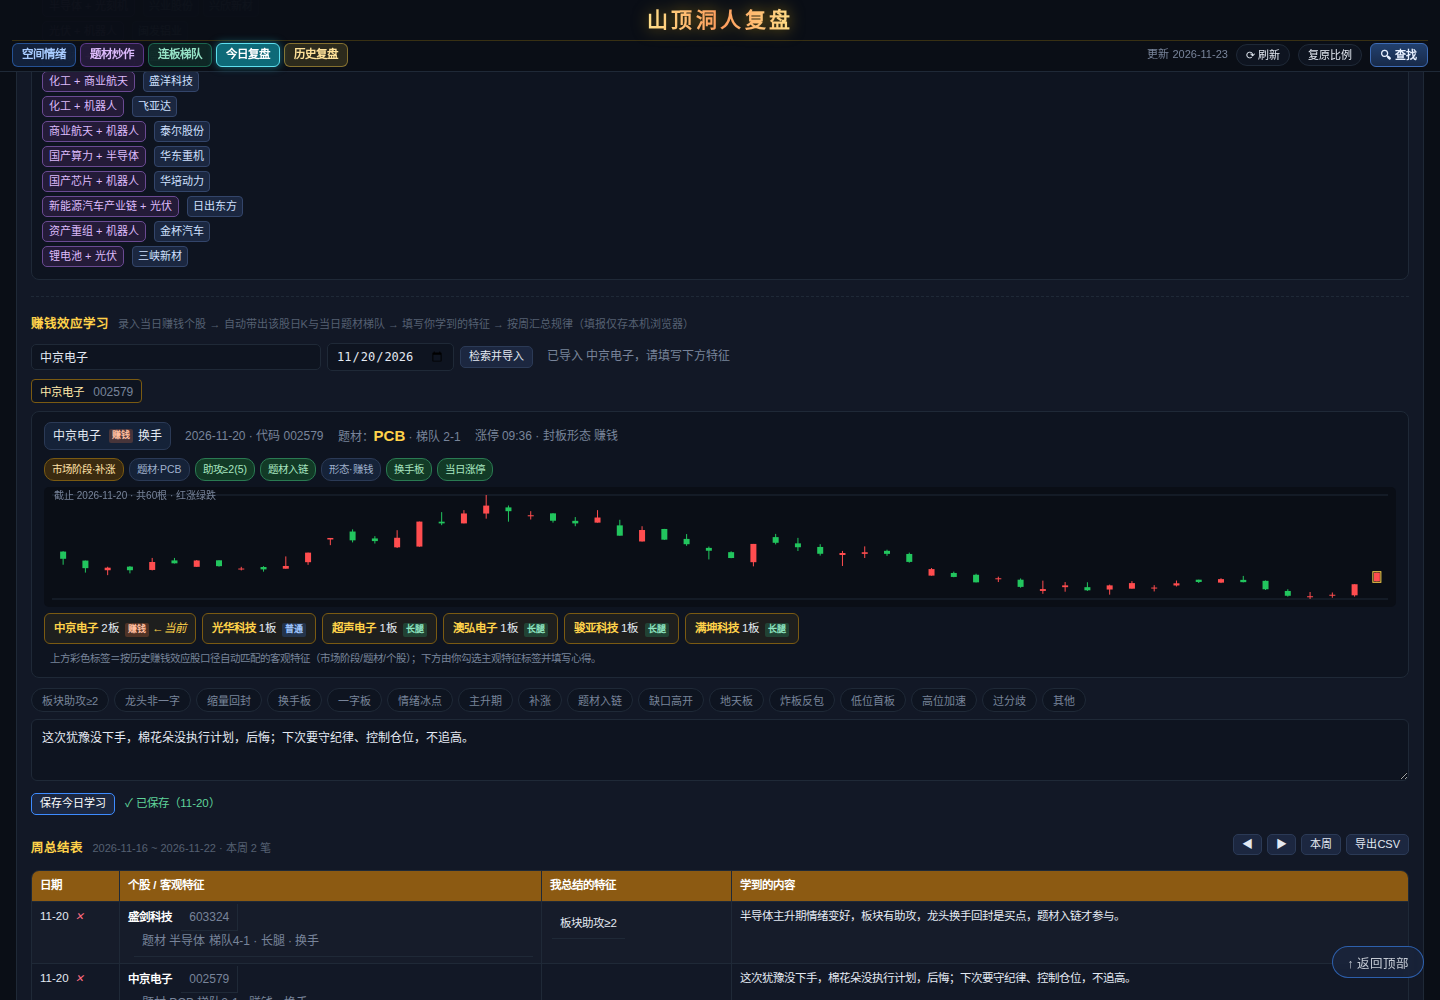 山顶洞人复盘
空间情绪 题材炒作 连板梯队 今日复盘 历史复盘 更新 2026-11-23 ⟳ 刷新 复原比例 🔍 查找
化工 + 商业航天 盛洋科技
化工 + 机器人 飞亚达
商业航天 + 机器人 泰尔股份
国产算力 + 半导体 华东重机
国产芯片 + 机器人 华培动力
新能源汽车产业链 + 光伏 日出东方
资产重组 + 机器人 金杯汽车
锂电池 + 光伏 三峡新材
赚钱效应学习 录入当日赚钱个股 → 自动带出该股日K与当日题材梯队 → 填写你学到的特征 → 按周汇总规律（填报仅存本机浏览器）
中京电子 11/20/2026 检索并导入 已导入 中京电子，请填写下方特征
中京电子 002579
中京电子 赚钱 换手 2026-11-20 · 代码 002579 题材：PCB · 梯队 2-1 涨停 09:36 · 封板形态 赚钱
市场阶段·补涨 题材·PCB 助攻≥2(5) 题材入链 形态·赚钱 换手板 当日涨停
截止 2026-11-20 · 共60根 · 红涨绿跌
中京电子 2板 赚钱 ←当前 光华科技 1板 普通 超声电子 1板 长腿 澳弘电子 1板 长腿 骏亚科技 1板 长腿 满坤科技 1板 长腿
上方彩色标签＝按历史赚钱效应股口径自动匹配的客观特征（市场阶段/题材/个股）；下方由你勾选主观特征标签并填写心得。
板块助攻≥2 龙头非一字 缩量回封 换手板 一字板 情绪冰点 主升期 补涨 题材入链 缺口高开 地天板 炸板反包 低位首板 高位加速 过分歧 其他
这次犹豫没下手，棉花朵没执行计划，后悔；下次要守纪律、控制仓位，不追高。
保存今日学习 ✓ 已保存（11-20）
周总结表 2026-11-16 ~ 2026-11-22 · 本周 2 笔 ◀ ▶ 本周 导出CSV
日期 个股 / 客观特征 我总结的特征 学到的内容
11-20 ✕ 盛剑科技 603324 板块助攻≥2 半导体主升期情绪变好，板块有助攻，龙头换手回封是买点，题材入链才参与。
题材 半导体 梯队4-1 · 长腿 · 换手
11-20 ✕ 中京电子 002579 这次犹豫没下手，棉花朵没执行计划，后悔；下次要守纪律、控制仓位，不追高。
↑ 返回顶部